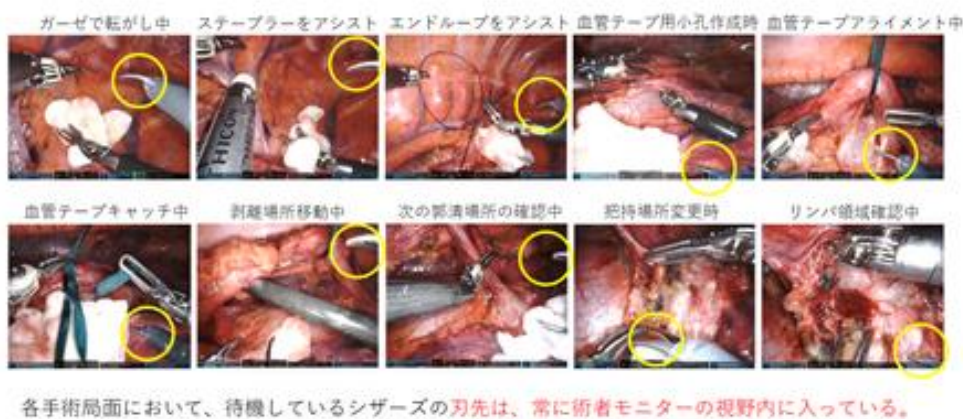 ガーゼで転がし中
ステープラーをアシスト
エンドループをアシスト
血管テープ用小孔作成時
血管テープアライメント中
血管テープキャッチ中
剥離場所移動中
次の郭清場所の確認中
把持場所変更時
リンパ領域確認中
各手術局面において、待機しているシザーズの刃先は、常に術者モニターの視野内に入っている。